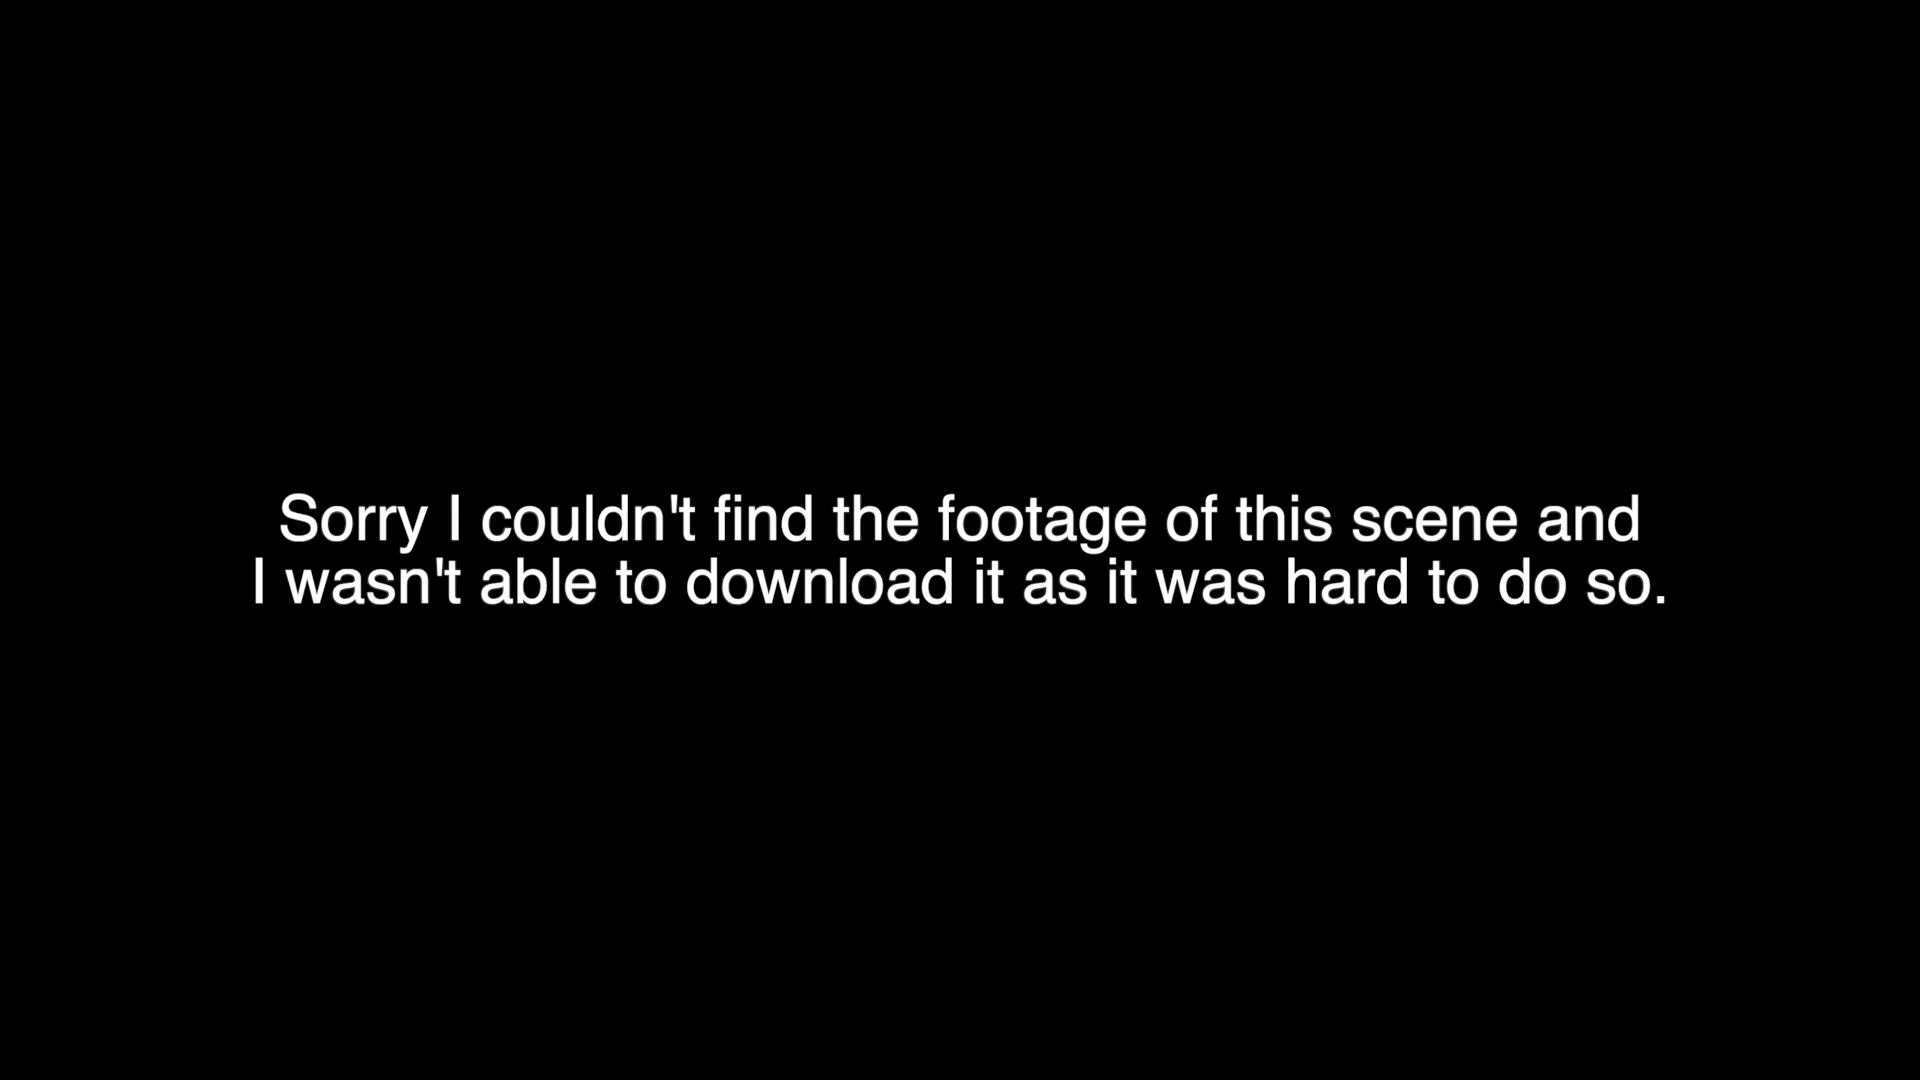 Sorry I couldn't find the footage of this scene and
I wasn't able to download it as it was hard to do so.